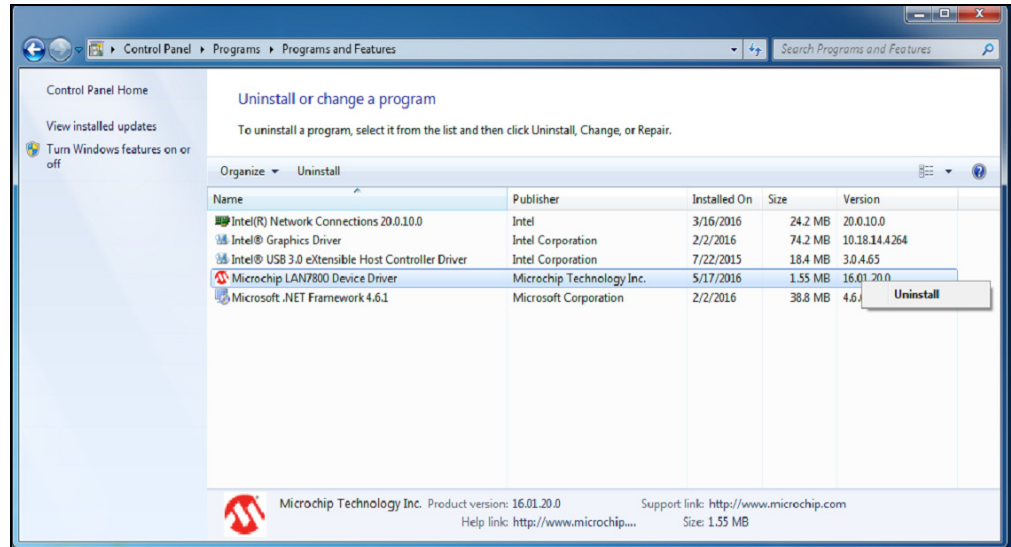 Control Panel ▸ Programs ▸ Programs and Features
Search Programs and Features
Control Panel Home
View installed updates
Turn Windows features on or
off
Uninstall or change a program
To uninstall a program, select it from the list and then click Uninstall, Change, or Repair.
Organize Uninstall
Name Publisher Installed On Size Version
Intel(R) Network Connections 20.0.10.0 Intel 3/16/2016 24.2 MB 20.0.10.0
Intel® Graphics Driver Intel Corporation 2/2/2016 74.2 MB 10.18.14.4264
Intel® USB 3.0 eXtensible Host Controller Driver Intel Corporation 7/22/2015 18.4 MB 3.0.4.65
Microchip LAN7800 Device Driver Microchip Technology Inc. 5/17/2016 1.55 MB 16.01.20.0
Microsoft .NET Framework 4.6.1 Microsoft Corporation 2/2/2016 38.8 MB 4.6.
Uninstall
Microchip Technology Inc. Product version: 16.01.20.0 Support link: http://www.microchip.com
Help link: http://www.microchip.... Size: 1.55 MB